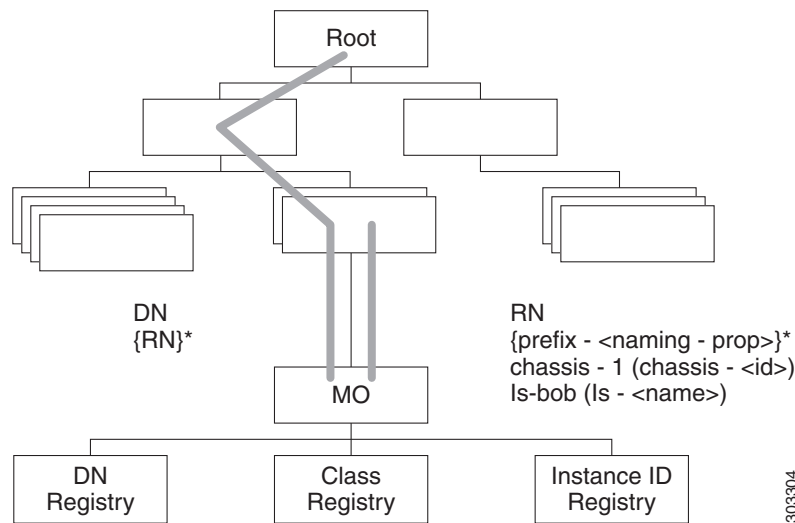 Root
DN
{RN}*
RN
{prefix - <naming - prop>}*
chassis - 1 (chassis - <id>)
ls-bob (ls - <name>)
MO
DN
Registry
Class
Registry
Instance ID
Registry
303304